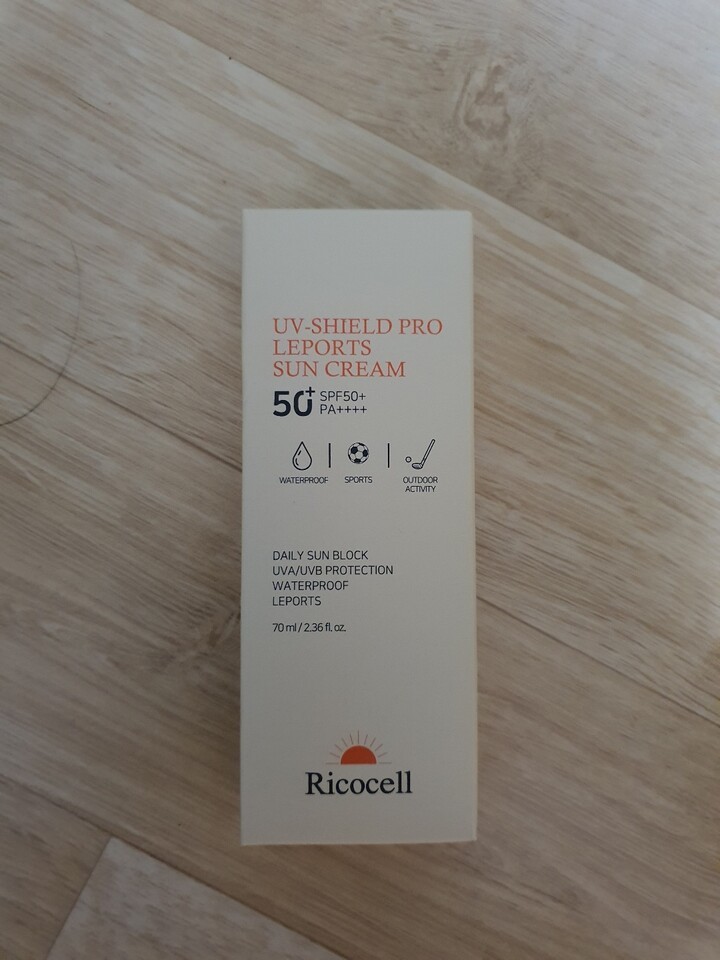 UV-SHIELD PRO
LEPORTS
SUN CREAM
50+ SPF50+
PA++++
WATERPROOF SPORTS OUTDOOR
ACTIVITY
DAILY SUN BLOCK
UVA/UVB PROTECTION
WATERPROOF
LEPORTS
70 ml / 2.36 fl. oz.
Ricocell